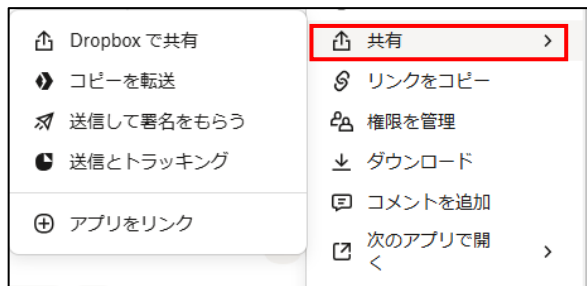 Dropbox で共有
コピーを転送
送信して署名をもらう
送信とトラッキング
アプリをリンク
共有
リンクをコピー
権限を管理
ダウンロード
コメントを追加
次のアプリで開
く